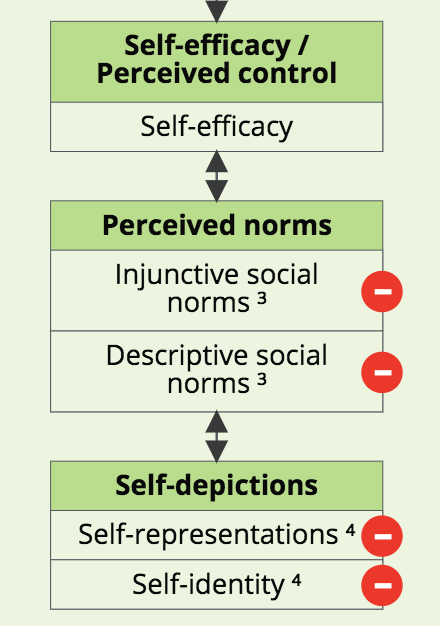 Self-efficacy /
Perceived control
Self-efficacy
Perceived norms
Injunctive social
norms ³
Descriptive social
norms ³
Self-depictions
Self-representations ⁴
Self-identity ⁴